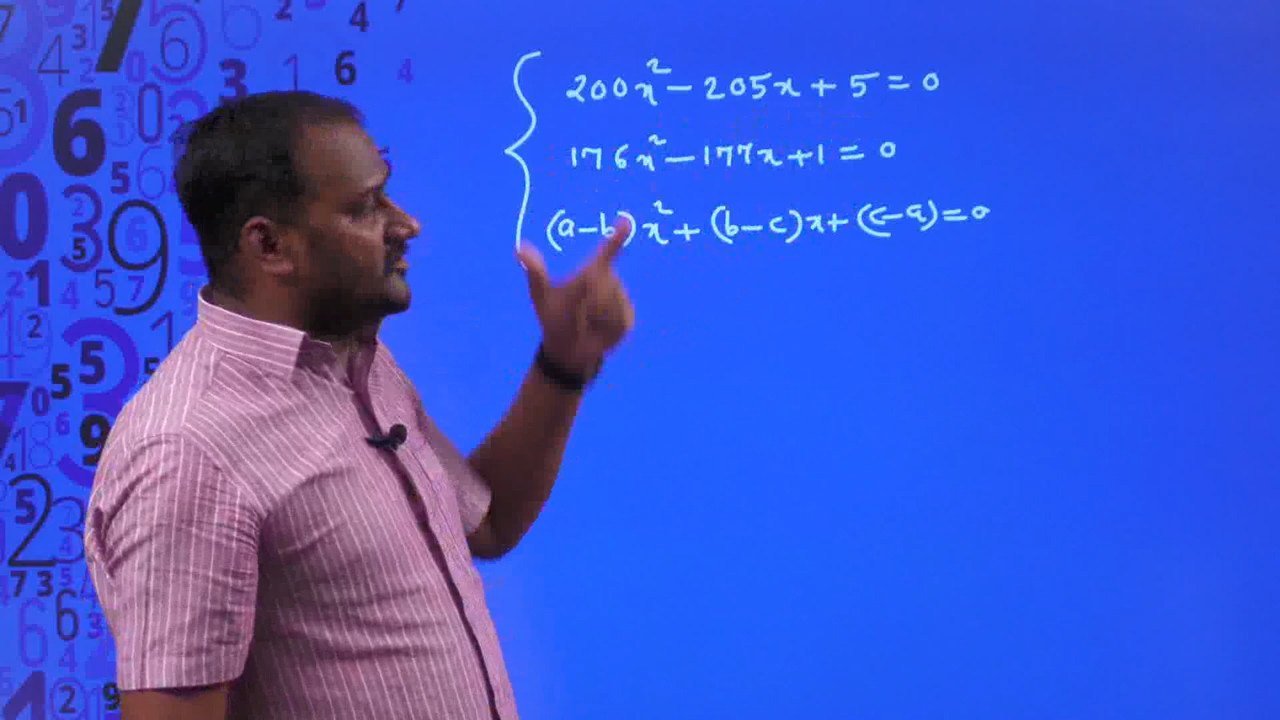 200x² – 205x + 5 = 0
176x² – 177x + 1 = 0
(a–b)x² + (b–c)x + (c–a) = 0